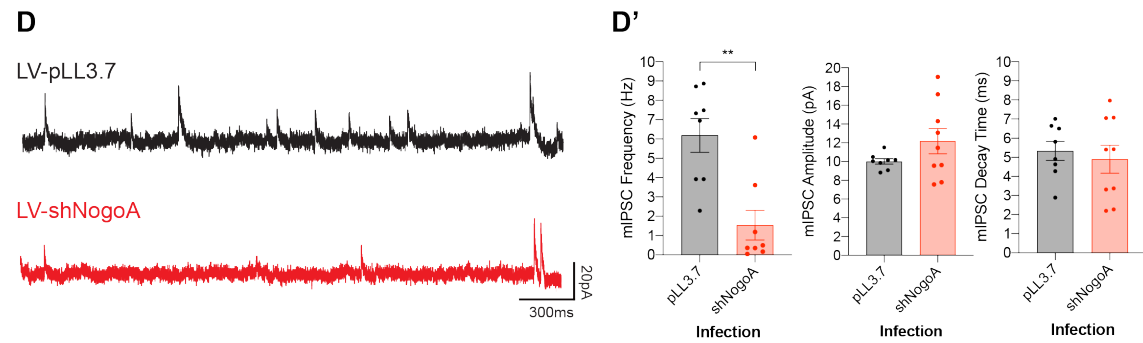 D
LV-pLL3.7
LV-shNogoA
20pA
300ms
D’
**
mIPSC Frequency (Hz)
10
9
8
7
6
5
4
3
2
1
0
pLL3.7
shNogoA
Infection
mIPSC Amplitude (pA)
20
18
16
14
12
10
8
6
4
2
0
pLL3.7
shNogoA
Infection
mIPSC Decay Time (ms)
10
9
8
7
6
5
4
3
2
1
0
pLL3.7
shNogoA
Infection